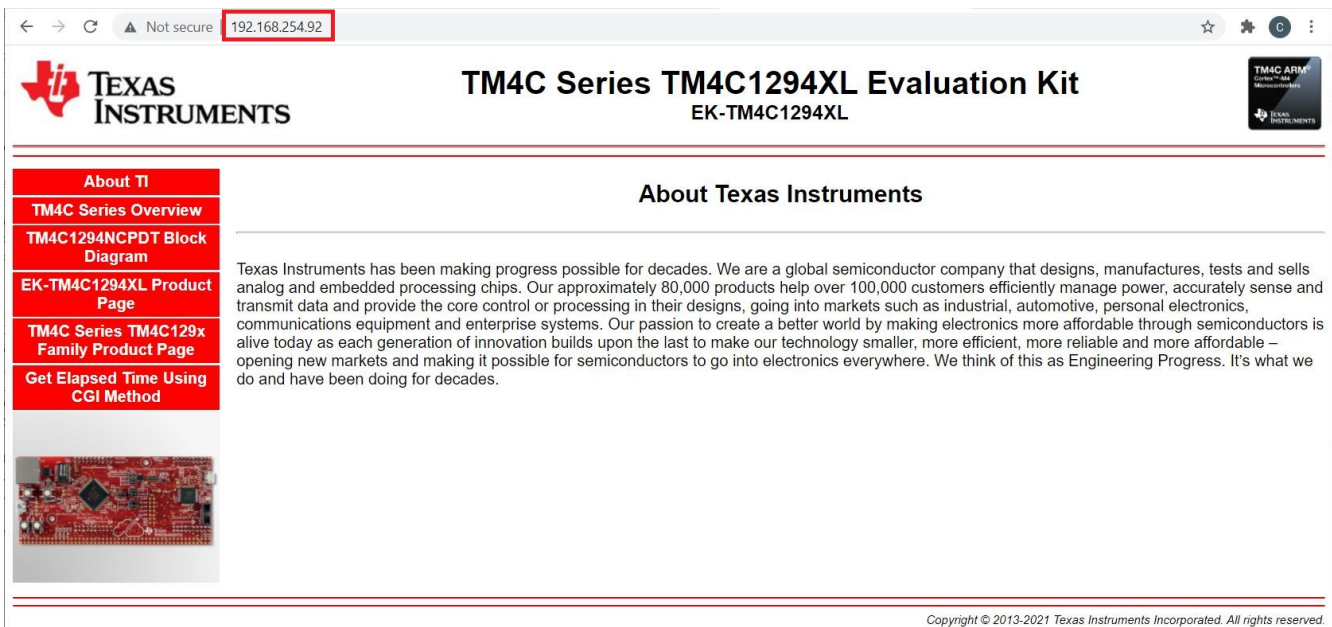 Not secure
192.168.254.92
C
TEXAS
INSTRUMENTS
TM4C Series TM4C1294XL Evaluation Kit
EK-TM4C1294XL
TM4C ARM®
Cortex™-M4
Microcontrollers
TEXAS
INSTRUMENTS
About TI
TM4C Series Overview
TM4C1294NCPDT Block
Diagram
EK-TM4C1294XL Product
Page
TM4C Series TM4C129x
Family Product Page
Get Elapsed Time Using
CGI Method
About Texas Instruments
Texas Instruments has been making progress possible for decades. We are a global semiconductor company that designs, manufactures, tests and sells
analog and embedded processing chips. Our approximately 80,000 products help over 100,000 customers efficiently manage power, accurately sense and
transmit data and provide the core control or processing in their designs, going into markets such as industrial, automotive, personal electronics,
communications equipment and enterprise systems. Our passion to create a better world by making electronics more affordable through semiconductors is
alive today as each generation of innovation builds upon the last to make our technology smaller, more efficient, more reliable and more affordable –
opening new markets and making it possible for semiconductors to go into electronics everywhere. We think of this as Engineering Progress. It’s what we
do and have been doing for decades.
Copyright © 2013-2021 Texas Instruments Incorporated. All rights reserved.